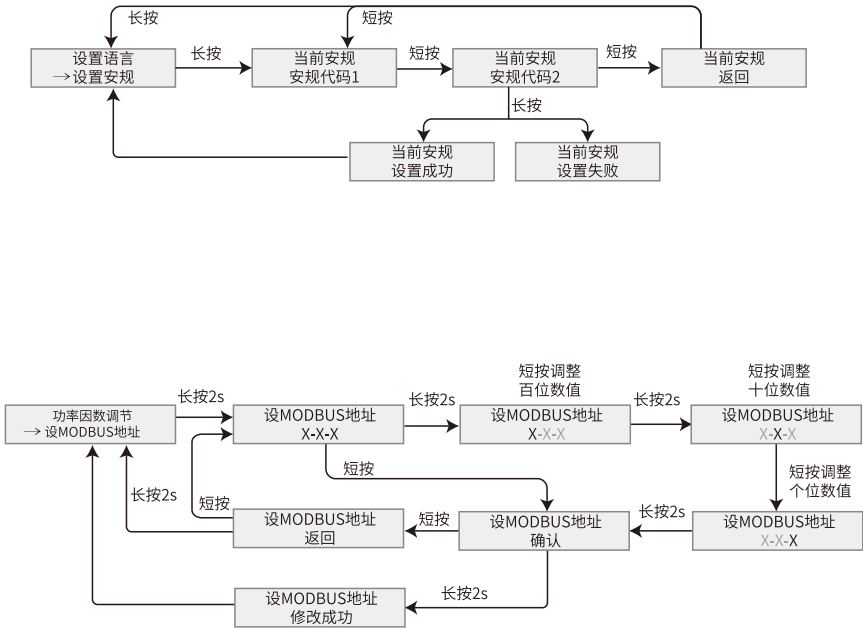 长按
短按
设置语言
→设置安规
长按
当前安规
安规代码1
短按
当前安规
安规代码2
短按
当前安规
返回
长按
当前安规
设置成功
当前安规
设置失败
短按调整
百位数值
短按调整
十位数值
长按2s
长按2s
长按2s
功率因数调节
→设MODBUS地址
设MODBUS地址
X-X-X
设MODBUS地址
X-X-X
设MODBUS地址
X-X-X
短按
短按调整
个位数值
长按2s
短按
设MODBUS地址
返回
短按
设MODBUS地址
确认
长按2s
设MODBUS地址
X-X-X
设MODBUS地址
修改成功
长按2s